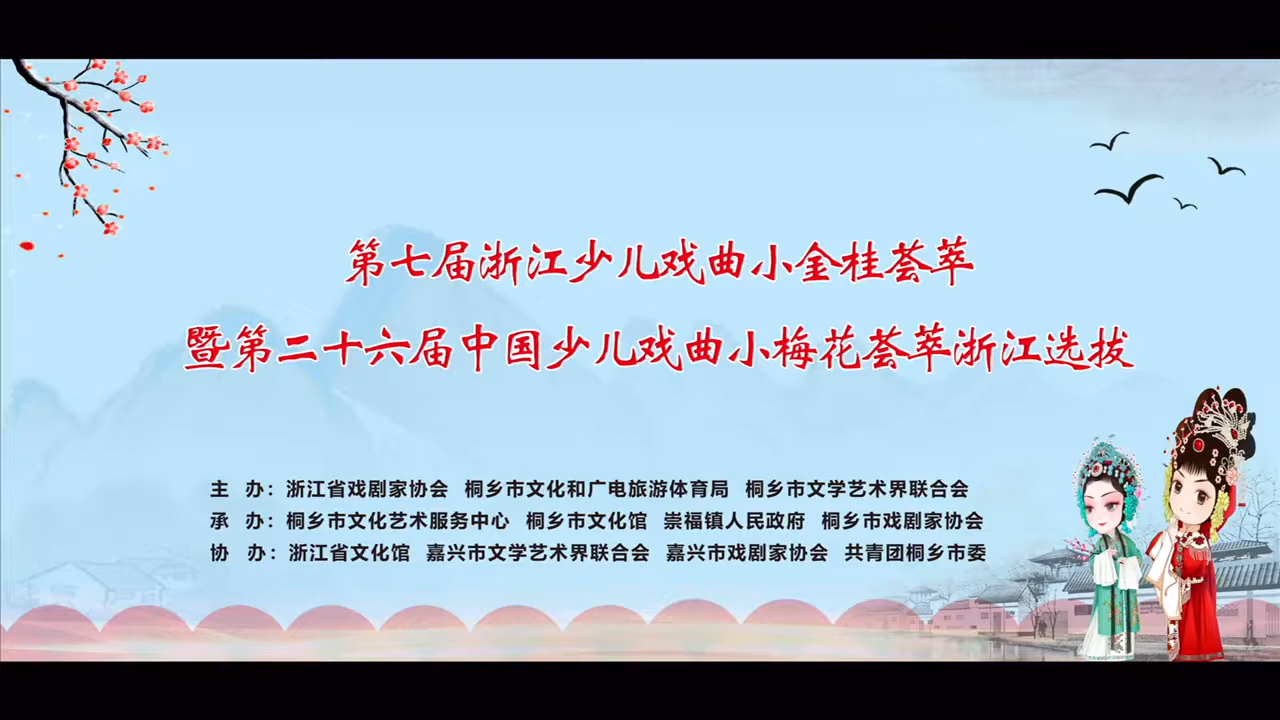 第七届浙江少儿戏曲小金桂荟萃
暨第二十六届中国少儿戏曲小梅花荟萃浙江选拔
主 办：浙江省戏剧家协会 桐乡市文化和广电旅游体育局 桐乡市文学艺术界联合会
承 办：桐乡市文化艺术服务中心 桐乡市文化馆 崇福镇人民政府 桐乡市戏剧家协会
协 办：浙江省文化馆 嘉兴市文学艺术界联合会 嘉兴市戏剧家协会 共青团桐乡市委